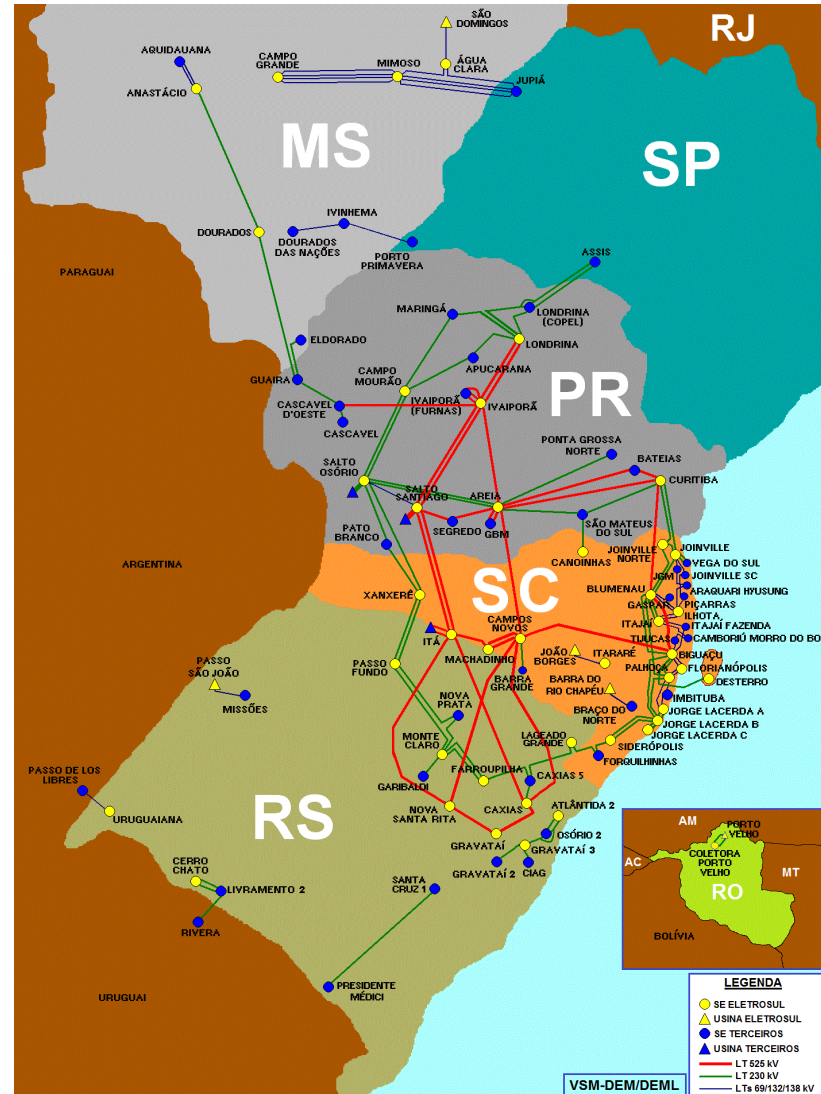 SÃO
DOMINGOS
RJ
AQUIDAUANA
CAMPO
GRANDE
MIMOSO
ÁGUA
CLARA
JUPIÁ
ANASTÁCIO
MS
SP
IVINHEMA
DOURADOS
DOURADOS
DAS NAÇÕES
PORTO
PRIMAVERA
ASSIS
PARAGUAI
MARINGÁ
LONDRINA
(COPEL)
LONDRINA
ELDORADO
CAMPO
MOURÃO
APUCARANA
GUAIRA
PR
CASCAVEL
D'OESTE
IVAIPORÃ
(FURNAS)
IVAIPORÃ
CASCAVEL
PONTA GROSSA
NORTE
BATEIAS
SALTO
OSÓRIO
SALTO
SANTIAGO
AREIA
CURITIBA
PATO
BRANCO
SEGREDO
GBM
SÃO MATEUS
DO SUL
CANOINHAS
JOINVILLE
NORTE
JOINVILLE
VEGA DO SUL
JGM
JOINVILLE SC
ARGENTINA
XANXERÊ
SC
BLUMENAU
ARAQUARI HYUSUNG
GASPAR
PIÇARRAS
ILHOTA
ITAJAÍ
ITAJAÍ FAZENDA
CAMPOS
NOVOS
TIJUCAS
CAMBORIÚ MORRO DO BO
ITÁ
MACHADINHO
JOÃO
BORGES
ITARARÉ
BIGUAÇU
PASSO
SÃO JOÃO
PASSO
FUNDO
PALHOÇA
FLORIANÓPOLIS
DESTERRO
BARRA
GRANDE
BARRA DO
RIO CHAPÉU
MISSÕES
NOVA
PRATA
BRAÇO DO
NORTE
IMBITUBA
JORGE LACERDA A
JORGE LACERDA B
JORGE LACERDA C
MONTE
CLARO
LAGEADO
GRANDE
SIDERÓPOLIS
FORQUILHINHAS
PASSO DE LOS
LIBRES
FARROUPILHA
CAXIAS 5
GARIBALDI
URUGUAIANA
RS
NOVA
SANTA RITA
CAXIAS
ATLÂNTIDA 2
OSÓRIO 2
GRAVATAÍ
GRAVATAÍ 3
GRAVATAÍ 2
CIAG
CERRO
CHATO
LIVRAMENTO 2
SANTA
CRUZ 1
RIVERA
PRESIDENTE
MÉDICI
URUGUAI
AM
PORTO
VELHO
AC
COLETORA
PORTO
VELHO
MT
RO
BOLÍVIA
LEGENDA
SE ELETROSUL
USINA ELETROSUL
SE TERCEIROS
USINA TERCEIROS
LT 525 kV
LT 230 kV
LTs 69/132/138 kV
VSM-DEM/DEML